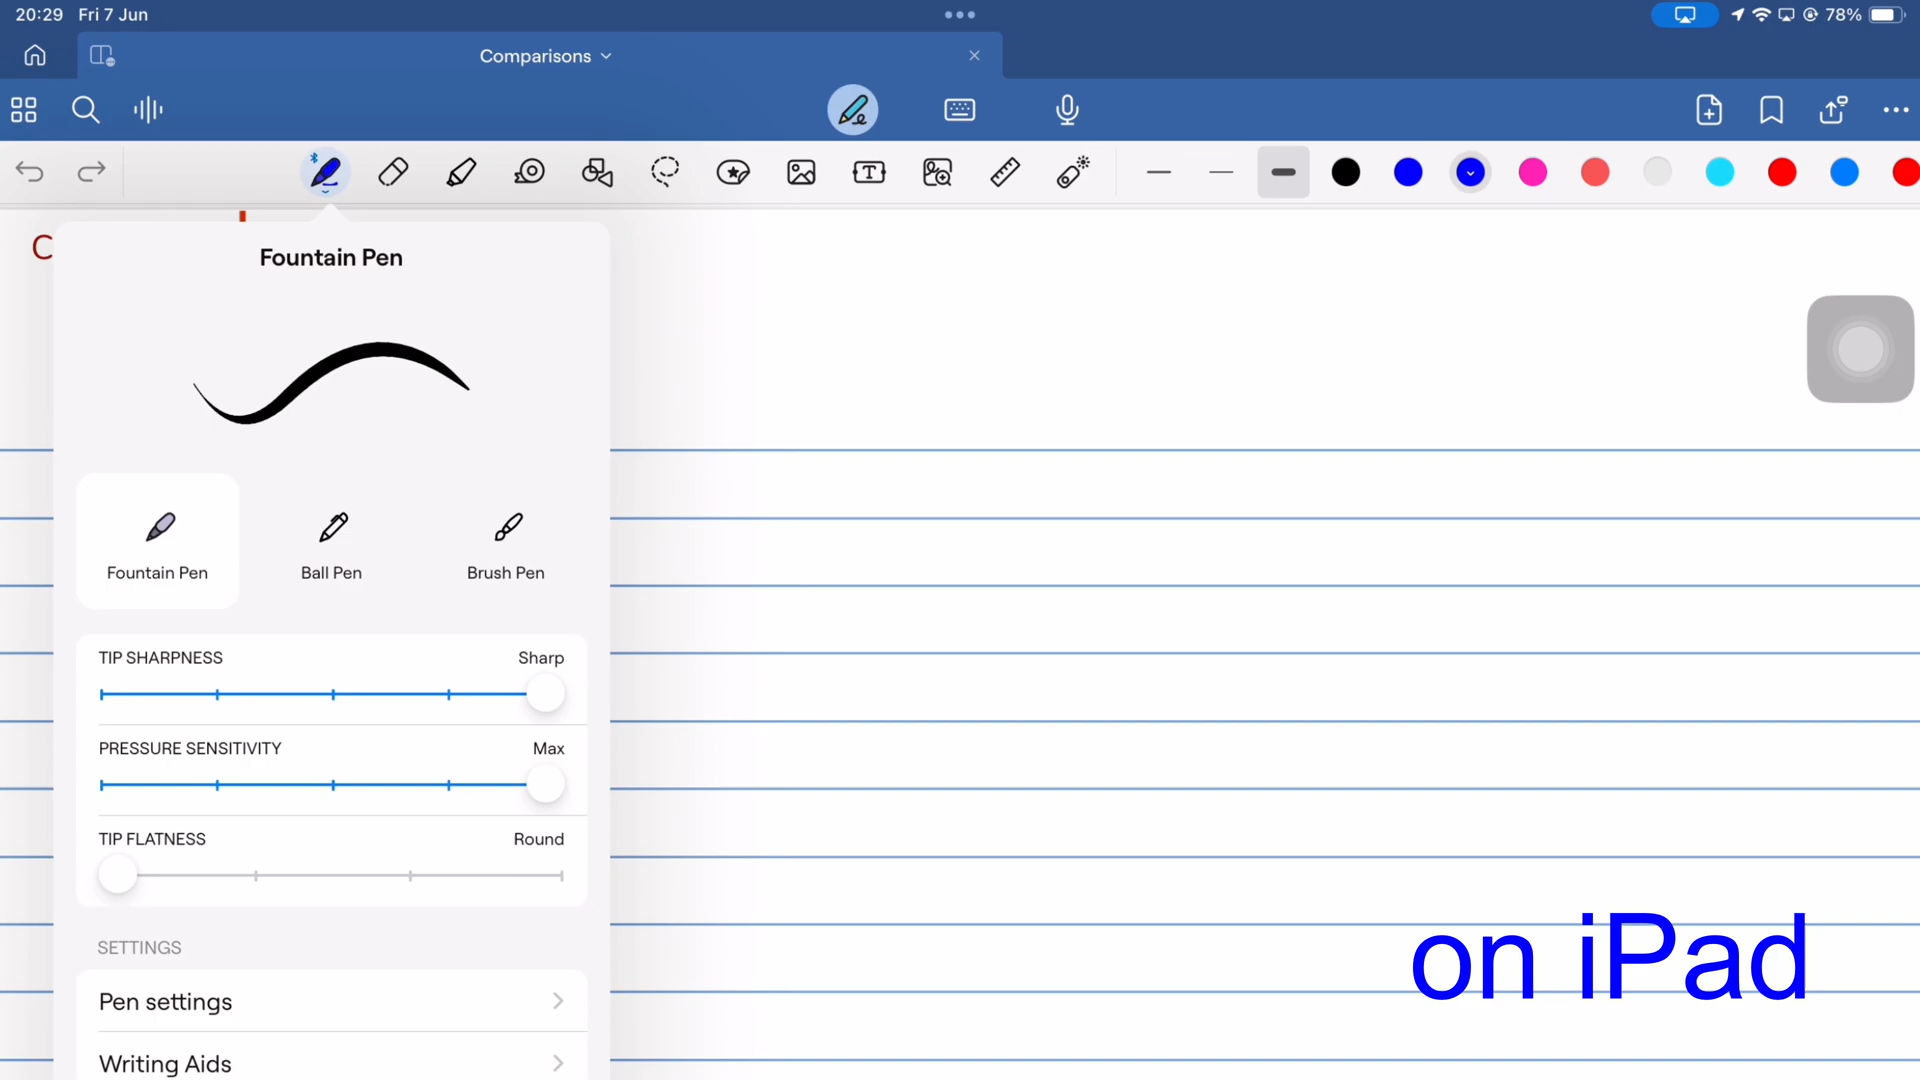 20:29 Fri 7 Jun
78%
Comparisons
C
Fountain Pen
Fountain Pen
Ball Pen
Brush Pen
TIP SHARPNESS
Sharp
PRESSURE SENSITIVITY
Max
TIP FLATNESS
Round
SETTINGS
Pen settings
Writing Aids
on iPad